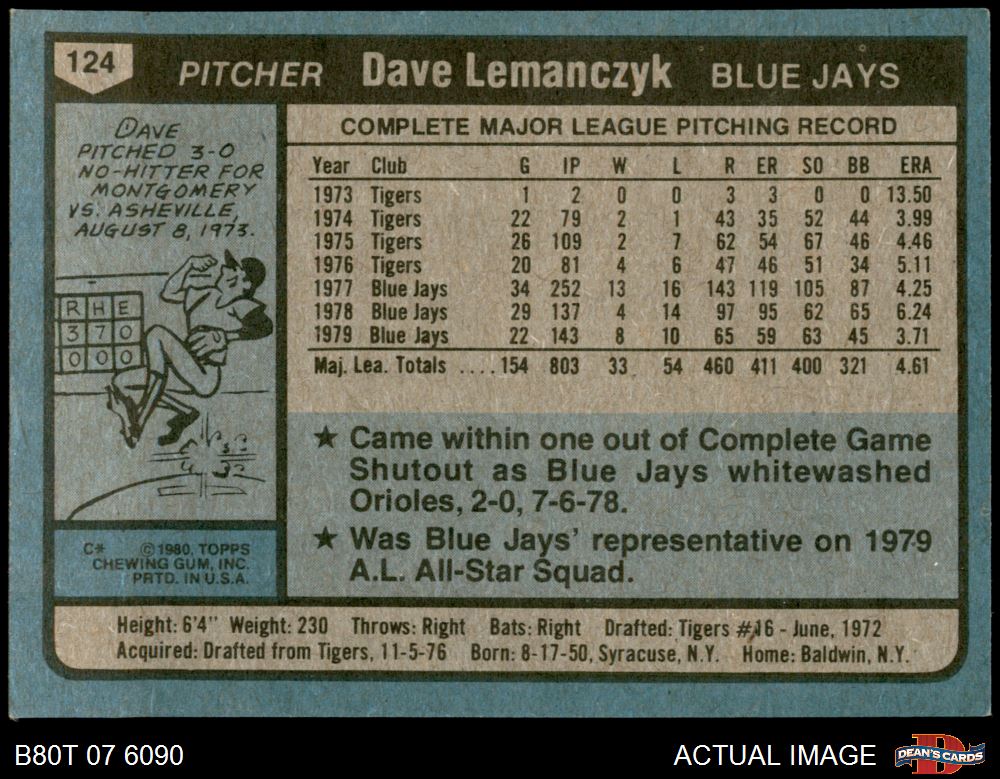 124 PITCHER Dave Lemanczyk BLUE JAYS
DAVE
PITCHED 3-0
NO-HITTER FOR
MONTGOMERY
VS. ASHEVILLE,
AUGUST 8, 1973.
R H E
3 7 0
0 0 0
C* ©1980, TOPPS
CHEWING GUM, INC.
PRTD. IN U.S.A.
COMPLETE MAJOR LEAGUE PITCHING RECORD
Year Club G IP W L R ER SO BB ERA
1973 Tigers 1 2 0 0 3 3 0 0 13.50
1974 Tigers 22 79 2 1 43 35 52 44 3.99
1975 Tigers 26 109 2 7 62 54 67 46 4.46
1976 Tigers 20 81 4 6 47 46 51 34 5.11
1977 Blue Jays 34 252 13 16 143 119 105 87 4.25
1978 Blue Jays 29 137 4 14 97 95 62 65 6.24
1979 Blue Jays 22 143 8 10 65 59 63 45 3.71
Maj. Lea. Totals ....154 803 33 54 460 411 400 321 4.61
★ Came within one out of Complete Game
Shutout as Blue Jays whitewashed
Orioles, 2-0, 7-6-78.
★ Was Blue Jays' representative on 1979
A.L. All-Star Squad.
Height: 6'4" Weight: 230 Throws: Right Bats: Right Drafted: Tigers #16 - June, 1972
Acquired: Drafted from Tigers, 11-5-76 Born: 8-17-50, Syracuse, N.Y. Home: Baldwin, N.Y.
B80T 07 6090 ACTUAL IMAGE D DEAN'S CARDS